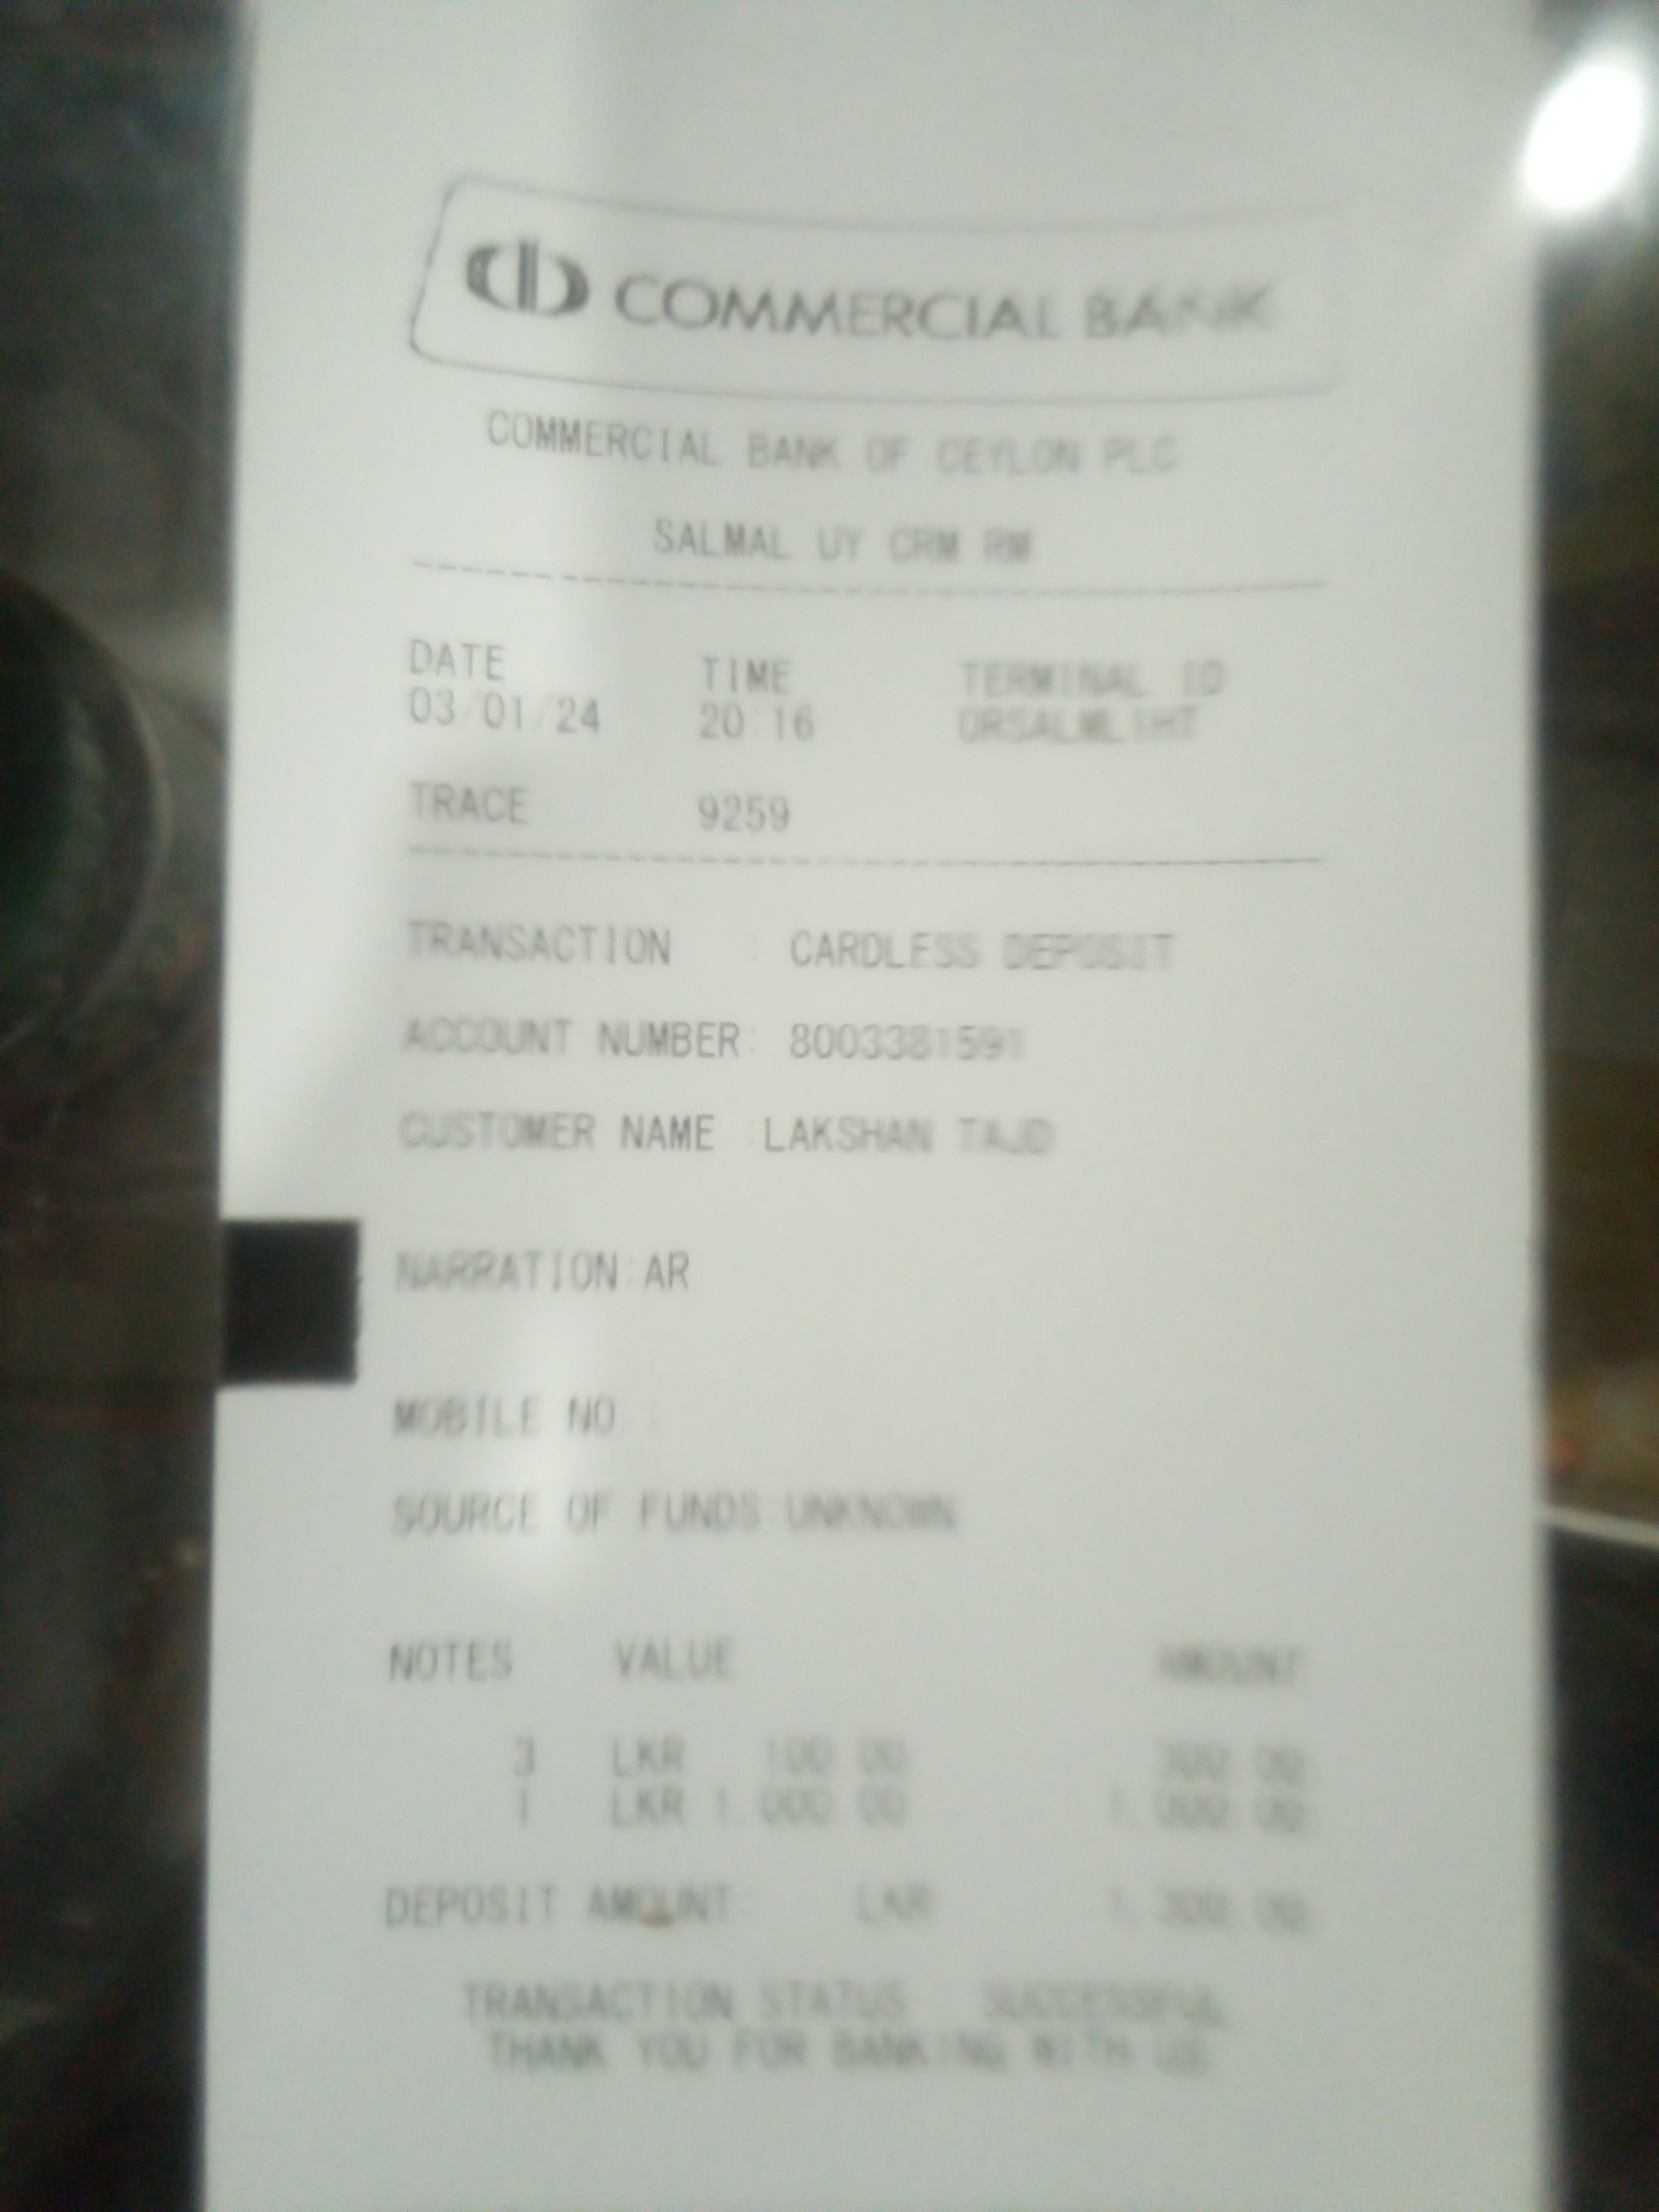 COMMERCIAL BANK
COMMERCIAL BANK OF CEYLON PLC
SALMAL UY CRM RM
DATE TIME TERMINAL ID
03/01/24 20:16
TRACE 9259
TRANSACTION : CARDLESS DEPOSIT
ACCOUNT NUMBER: 8003381591
CUSTOMER NAME :LAKSHAN TAJD
NARRATION:AR
MOBILE NO :
SOURCE OF FUNDS UNKNOWN
NOTES VALUE AMOUNT
3 LKR 100.00 300.00
1 LKR 1,000.00 1,000.00
DEPOSIT AMOUNT: LKR 1,300.00
TRANSACTION STATUS : SUCCESSFUL
THANK YOU FOR BANKING WITH US